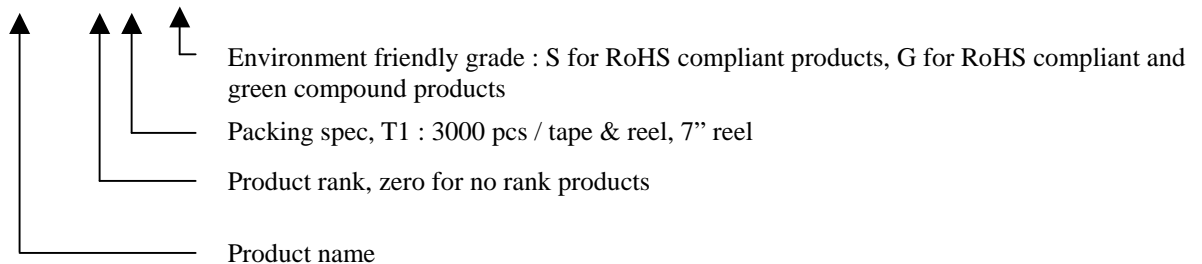 Environment friendly grade : S for RoHS compliant products, G for RoHS compliant and
green compound products
Packing spec, T1 : 3000 pcs / tape & reel, 7” reel
Product rank, zero for no rank products
Product name